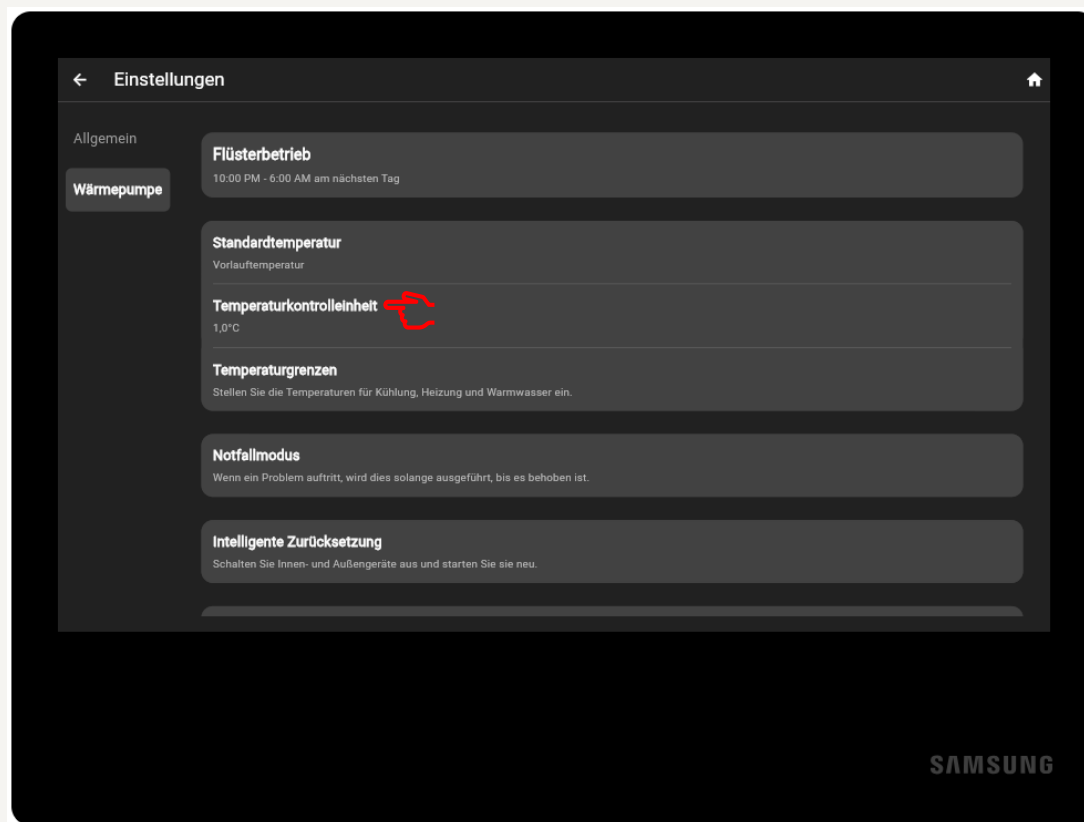 Einstellungen
Allgemein
Wärmepumpe
Flüsterbetrieb
10:00 PM - 6:00 AM am nächsten Tag
Standardtemperatur
Vorlauftemperatur
Temperaturkontrolleinheit
1,0°C
Temperaturgrenzen
Stellen Sie die Temperaturen für Kühlung, Heizung und Warmwasser ein.
Notfallmodus
Wenn ein Problem auftritt, wird dies solange ausgeführt, bis es behoben ist.
Intelligente Zurücksetzung
Schalten Sie Innen- und Außengeräte aus und starten Sie sie neu.
SAMSUNG